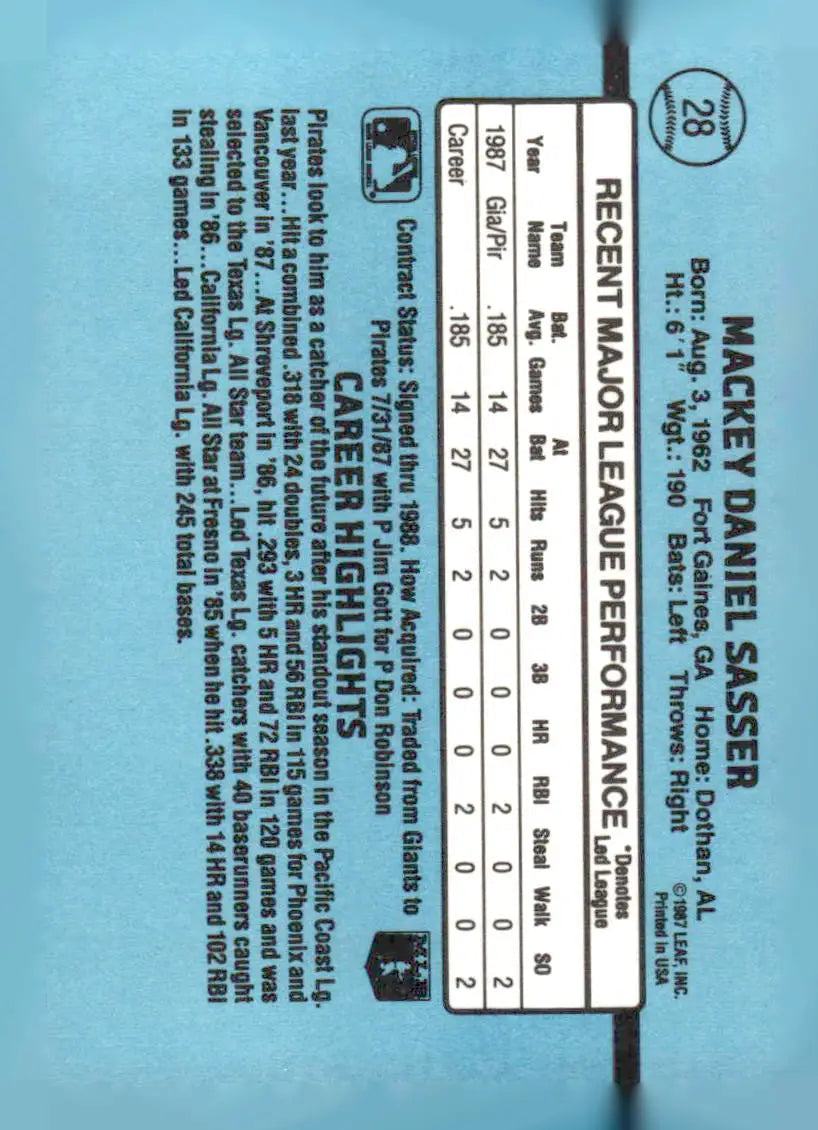 28
MACKEY DANIEL SASSER
Born: Aug. 3, 1962 Fort Gaines, GA Home: Dothan, AL
Ht.: 6´1˝ Wgt.: 190 Bats: Left Throws: Right
©1987 LEAF, INC.
Printed in USA
RECENT MAJOR LEAGUE PERFORMANCE *Denotes
Led League
Year Team Name Bat. Avg. Games At Bat Hits Runs 2B 3B HR RBI Steal Walk SO
1987 Gia/Pir .185 14 27 5 2 0 0 0 2 0 0 2
Career .185 14 27 5 2 0 0 0 2 0 0 2
Contract Status: Signed thru 1988. How Acquired: Traded from Giants to
Pirates 7/31/87 with P Jim Gott for P Don Robinson
MLB
CAREER HIGHLIGHTS
Pirates look to him as a catcher of the future after his standout season in the Pacific Coast Lg.
last year...Hit a combined .318 with 24 doubles, 3 HR and 56 RBI in 115 games for Phoenix and
Vancouver in '87...At Shreveport in '86, hit .293 with 5 HR and 72 RBI in 120 games and was
selected to the Texas Lg. All Star team...Led Texas Lg. catchers with 40 baserunners caught
stealing in '86...California Lg. All Star at Fresno in '85 when he hit .338 with 14 HR and 102 RBI
in 133 games...Led California Lg. with 245 total bases.